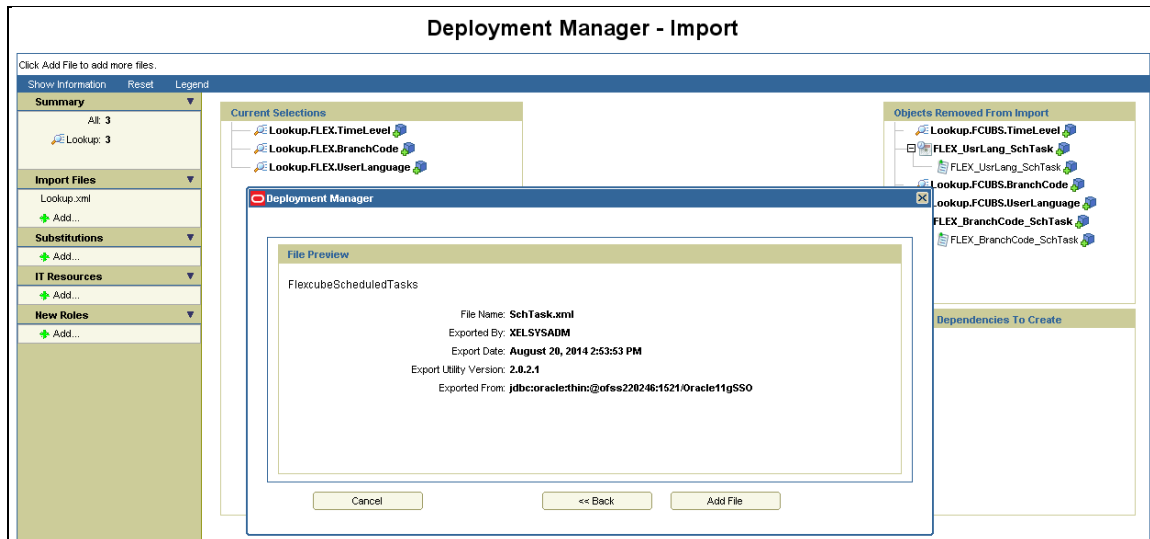 Deployment Manager - Import
Click Add File to add more files.
Show Information Reset Legend
Summary
All: 3
Lookup: 3
Import Files
Lookup.xml
Add...
Substitutions
Add...
IT Resources
Add...
New Roles
Add...
Current Selections
Lookup.FLEX.TimeLevel
Lookup.FLEX.BranchCode
Lookup.FLEX.UserLanguage
Objects Removed From Import
Lookup.FCUBS.TimeLevel
FLEX_UsrLang_SchTask
FLEX_UsrLang_SchTask
Lookup.FCUBS.BranchCode
ookup.FCUBS.UserLanguage
FLEX_BranchCode_SchTask
FLEX_BranchCode_SchTask
Dependencies To Create
Deployment Manager
File Preview
FlexcubeScheduledTasks
File Name: SchTask.xml
Exported By: XELSYSADM
Export Date: August 20, 2014 2:53:53 PM
Export Utility Version: 2.0.2.1
Exported From: jdbc:oracle:thin:@ofss220246:1521/Oracle11gSSO
Cancel << Back Add File